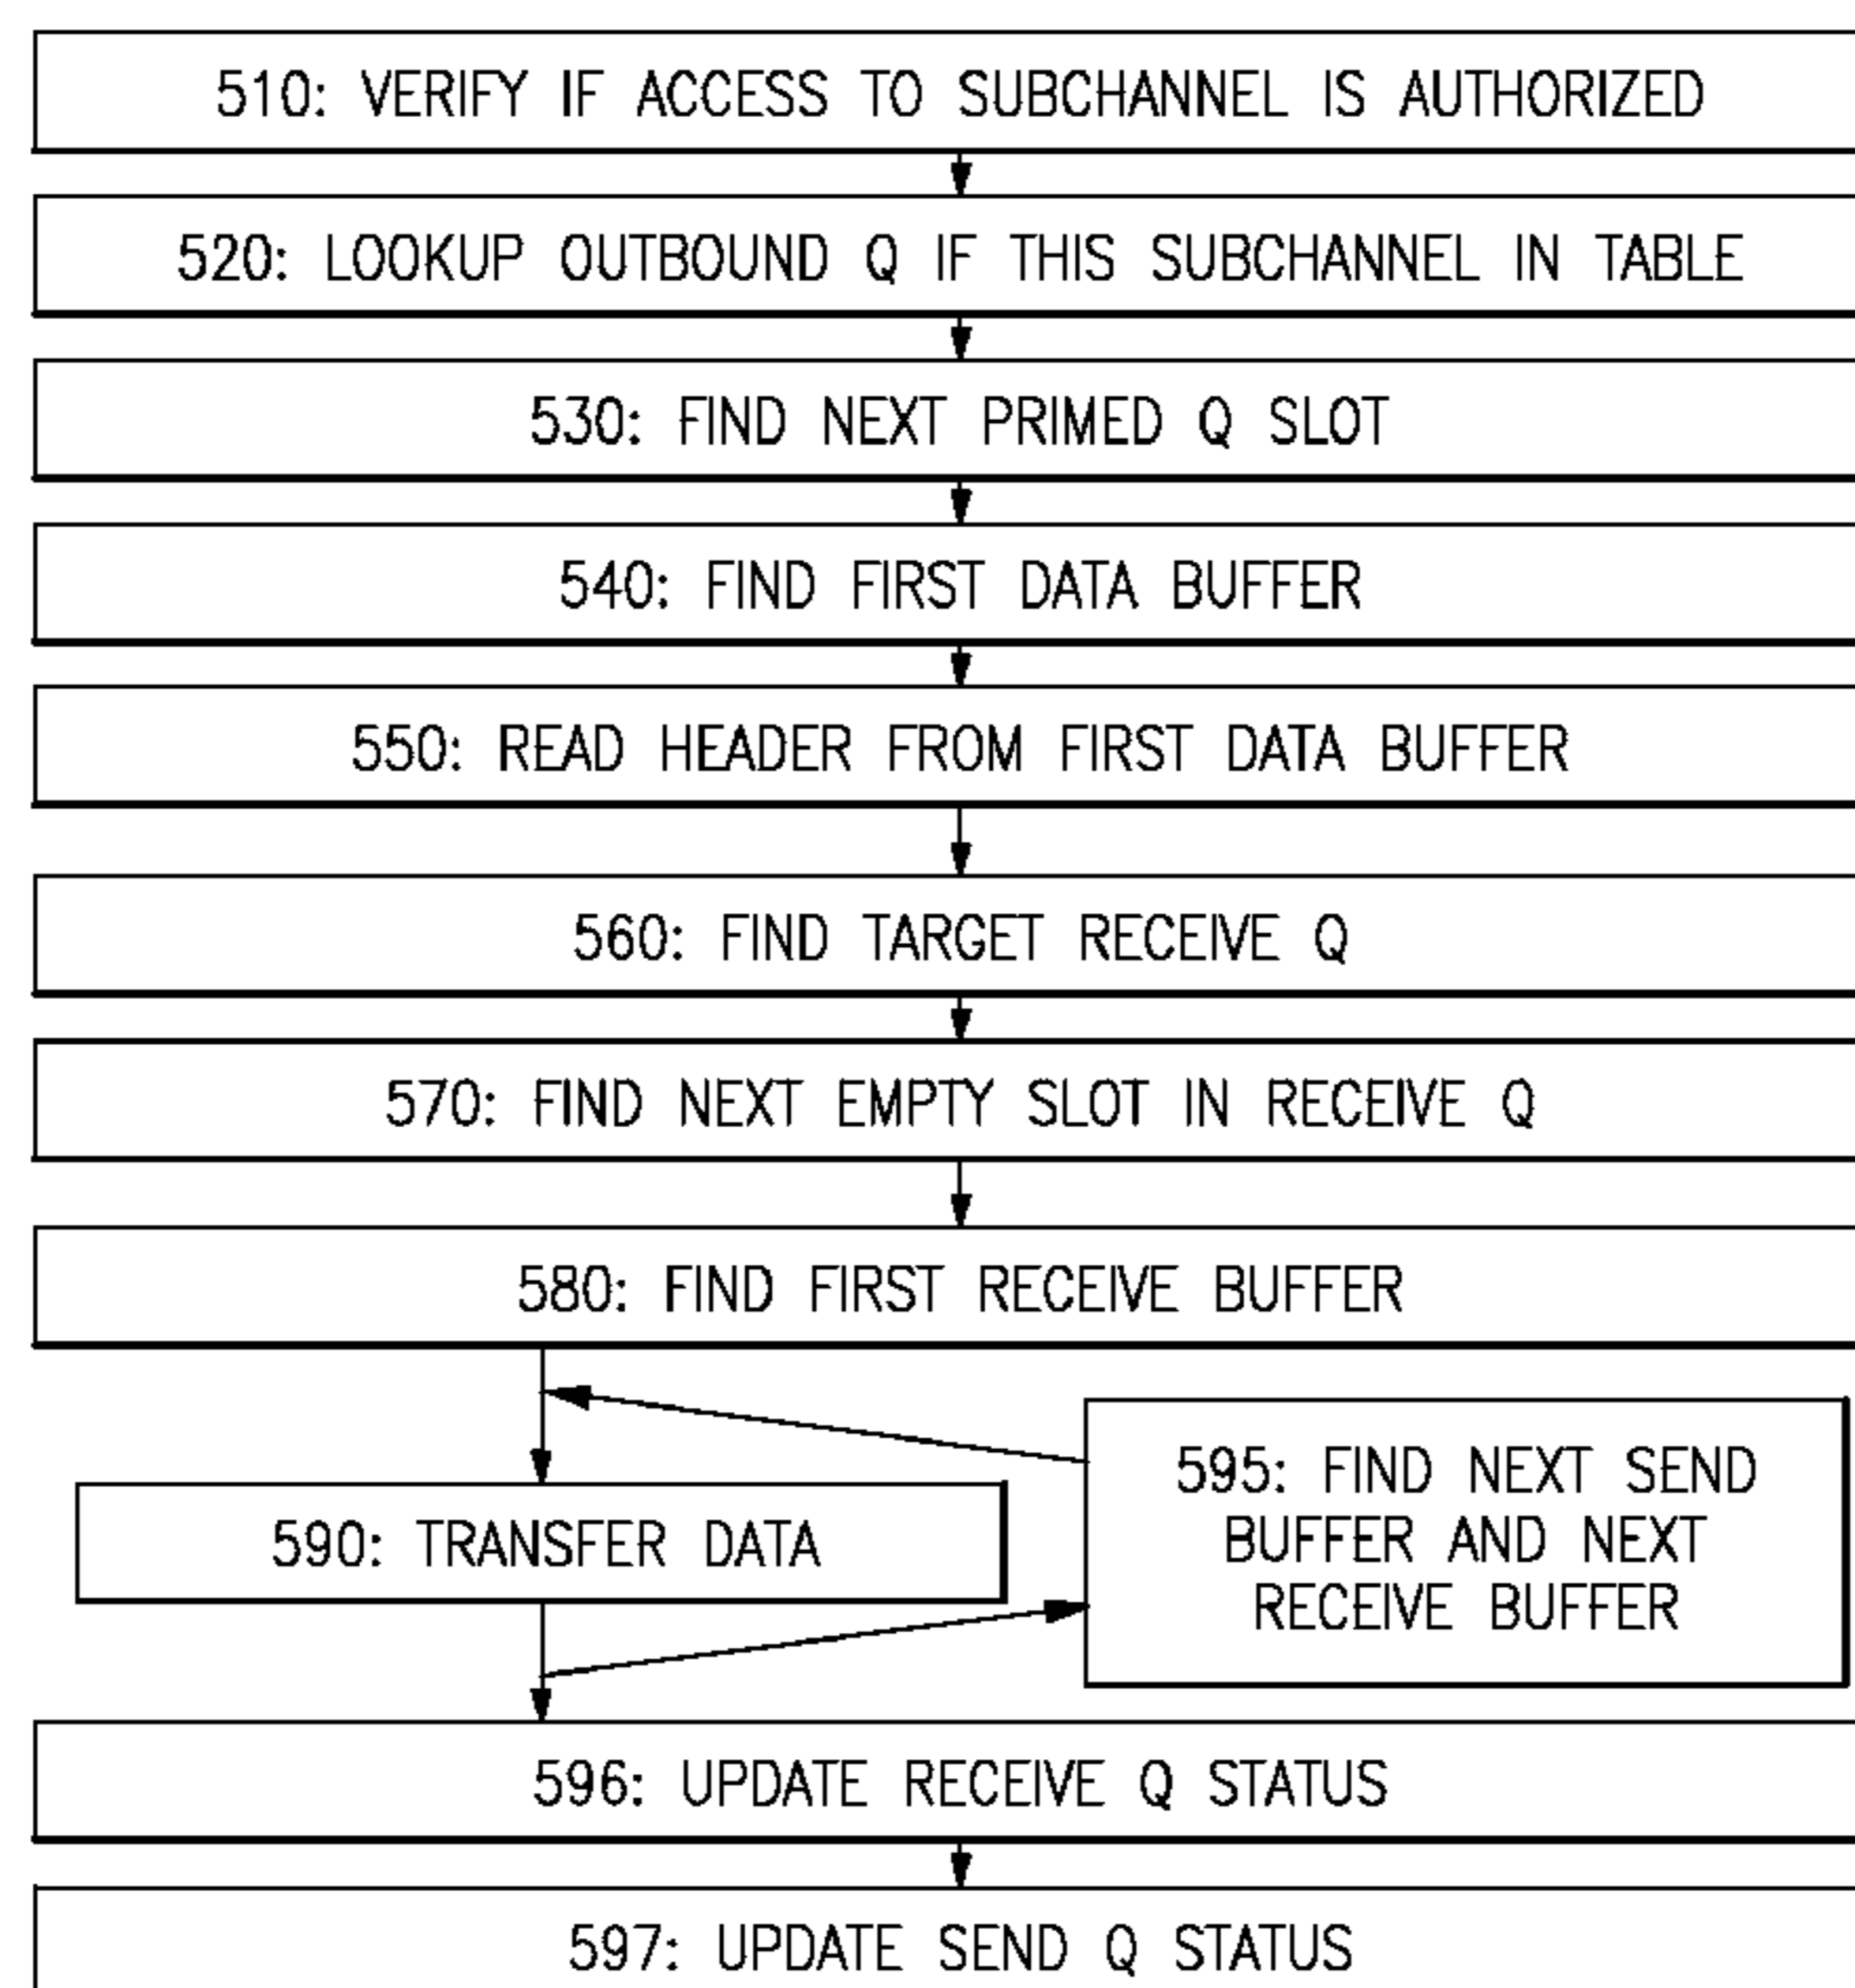 510: VERIFY IF ACCESS TO SUBCHANNEL IS AUTHORIZED
520: LOOKUP OUTBOUND Q IF THIS SUBCHANNEL IN TABLE
530: FIND NEXT PRIMED Q SLOT
540: FIND FIRST DATA BUFFER
550: READ HEADER FROM FIRST DATA BUFFER
560: FIND TARGET RECEIVE Q
570: FIND NEXT EMPTY SLOT IN RECEIVE Q
580: FIND FIRST RECEIVE BUFFER
590: TRANSFER DATA
595: FIND NEXT SEND
BUFFER AND NEXT
RECEIVE BUFFER
596: UPDATE RECEIVE Q STATUS
597: UPDATE SEND Q STATUS